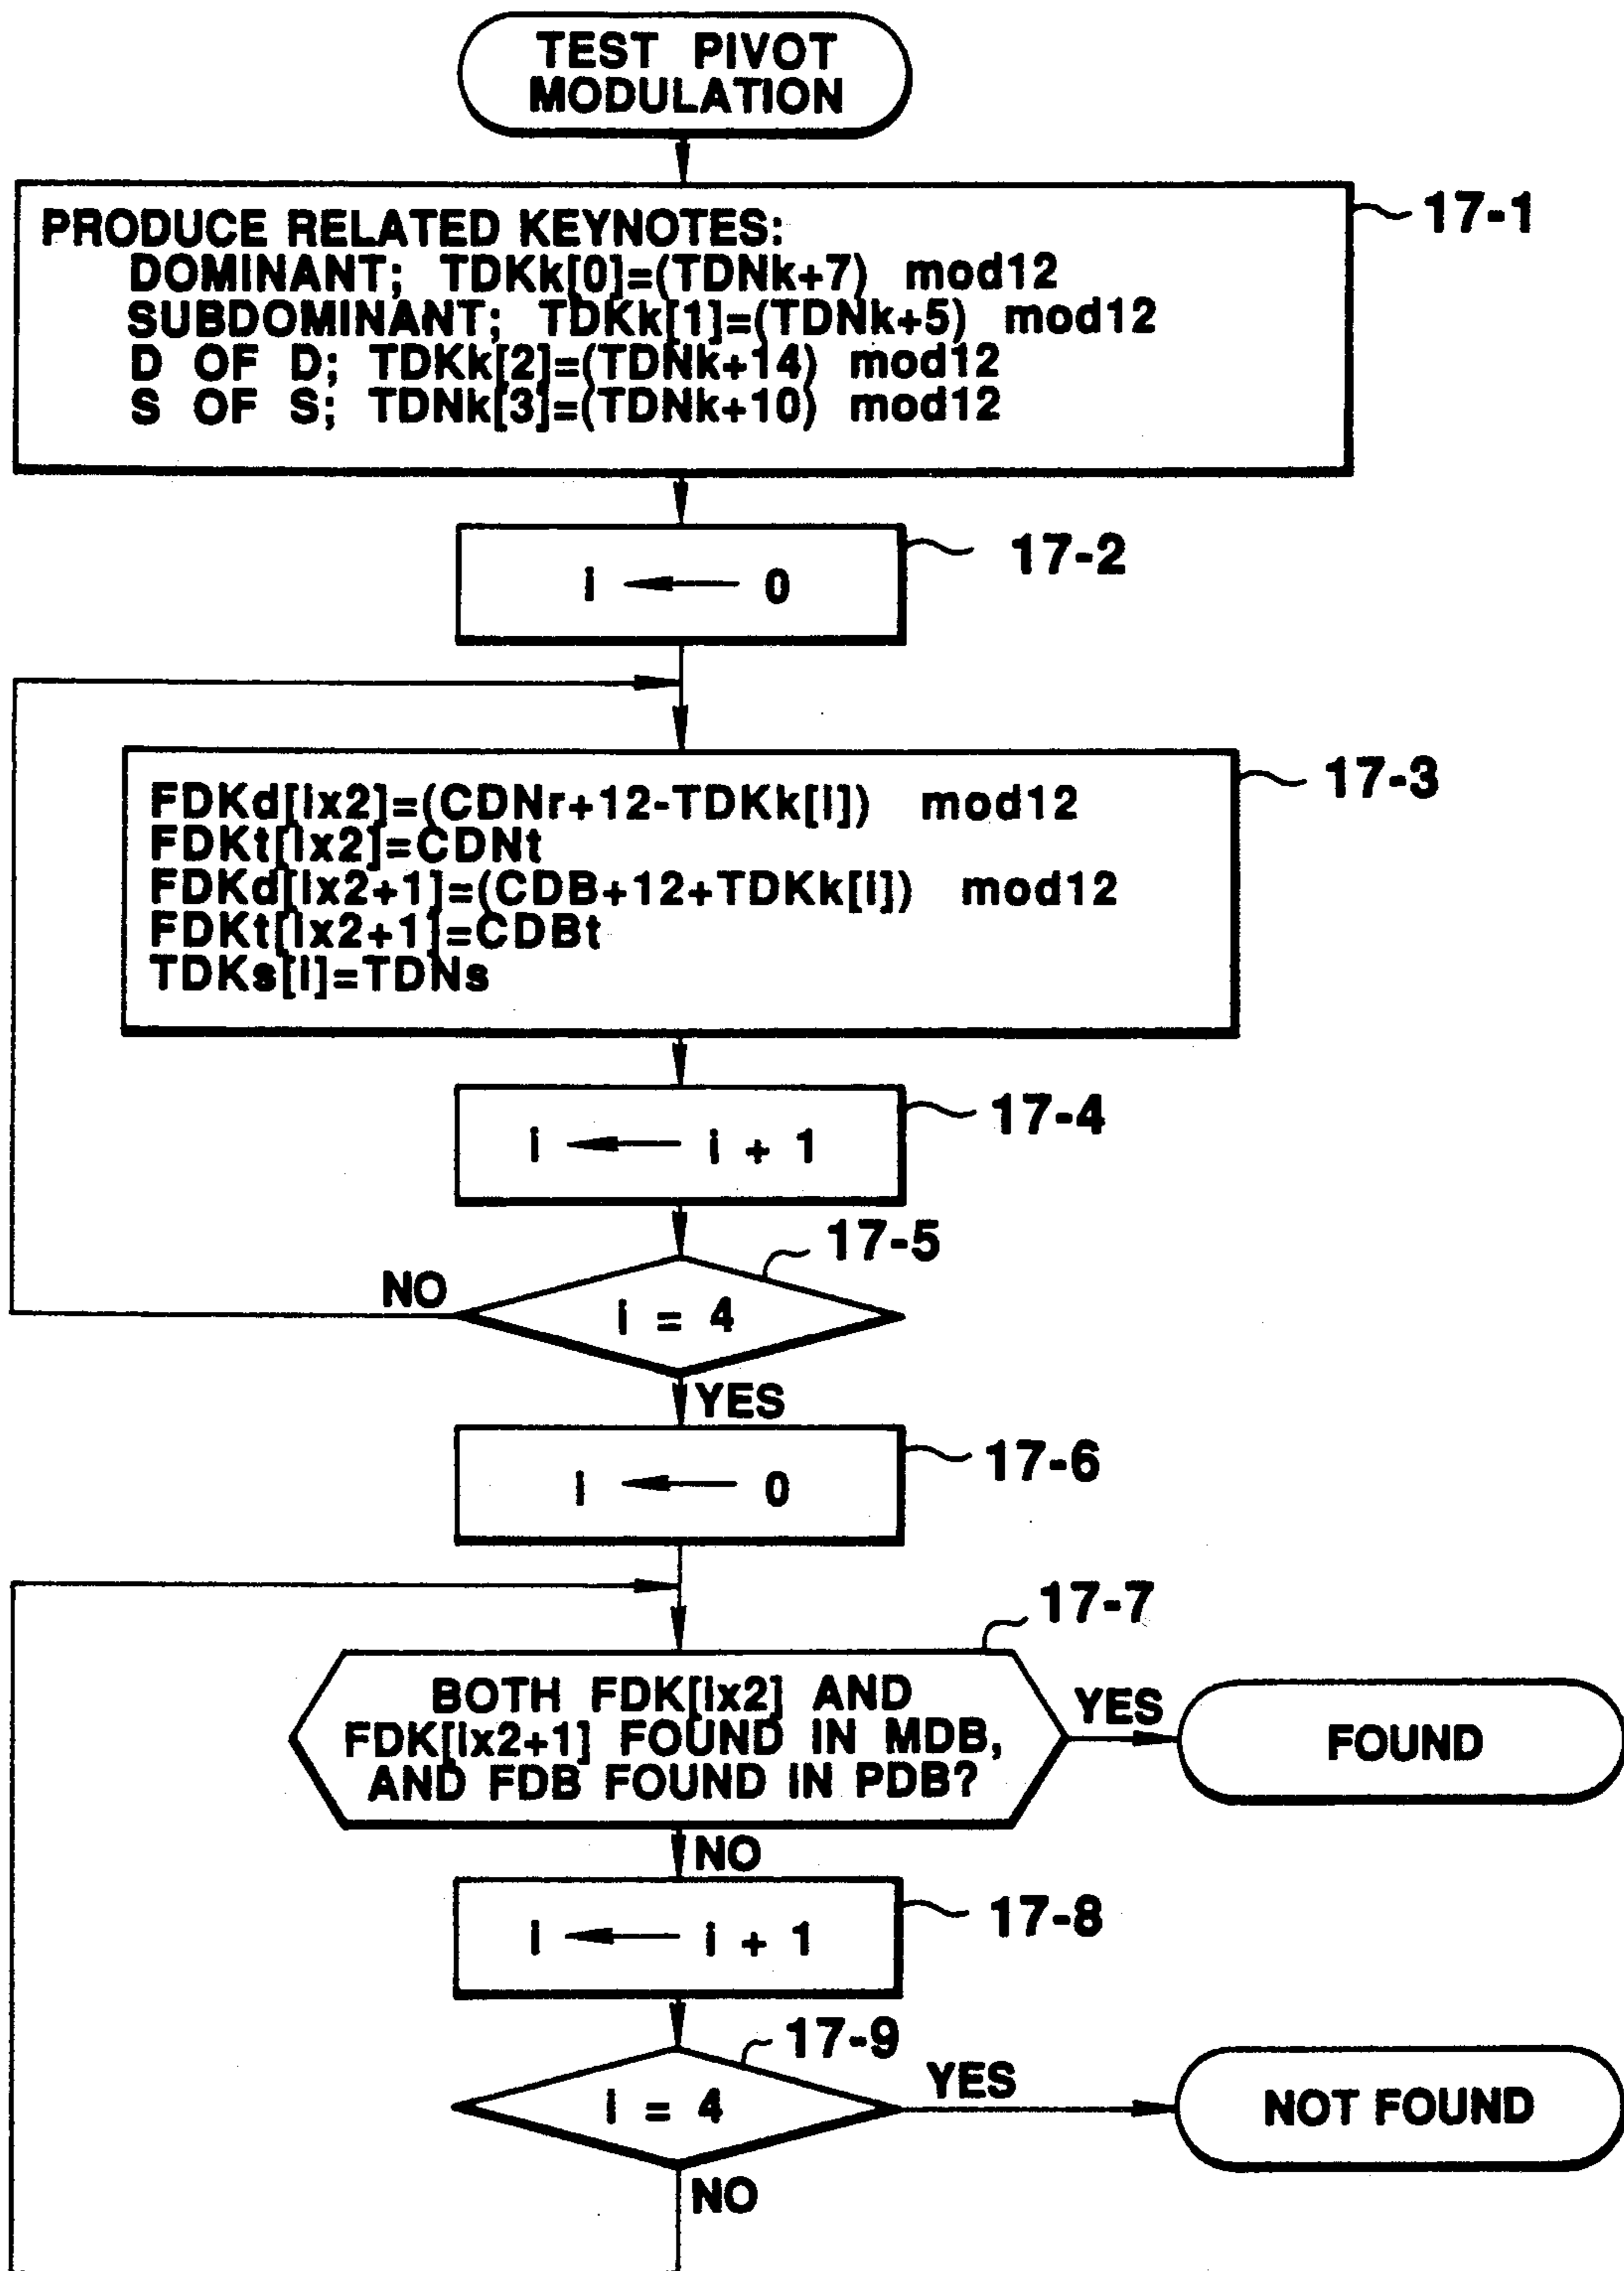 TEST PIVOT
MODULATION
17-1
PRODUCE RELATED KEYNOTES:
DOMINANT; TDKk[0]=(TDNk+7) mod12
SUBDOMINANT; TDKk[1]=(TDNk+5) mod12
D OF D; TDKk[2]=(TDNk+14) mod12
S OF S; TDNk[3]=(TDNk+10) mod12
17-2
i ← 0
17-3
FDKd[ix2]=(CDNr+12-TDKk[i]) mod12
FDKt[ix2]=CDNt
FDKd[ix2+1]=(CDB+12+TDKk[i]) mod12
FDKt[ix2+1]=CDBt
TDKs[i]=TDNs
17-4
i ← i + 1
17-5
NO
i = 4
YES
17-6
i ← 0
17-7
BOTH FDK[ix2] AND
FDK[ix2+1] FOUND IN MDB,
AND FDB FOUND IN PDB?
YES
FOUND
NO
17-8
i ← i + 1
17-9
i = 4
YES
NOT FOUND
NO